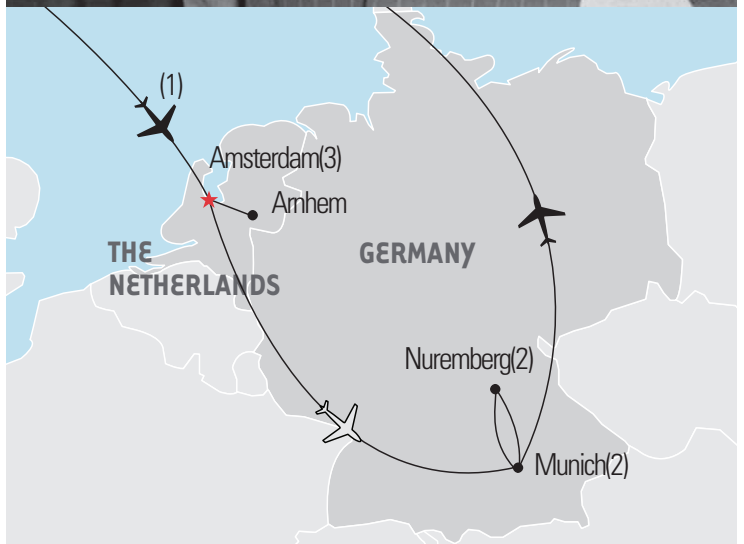 (1)
Amsterdam(3)
Arnhem
THE
NETHERLANDS
GERMANY
Nuremberg(2)
Munich(2)